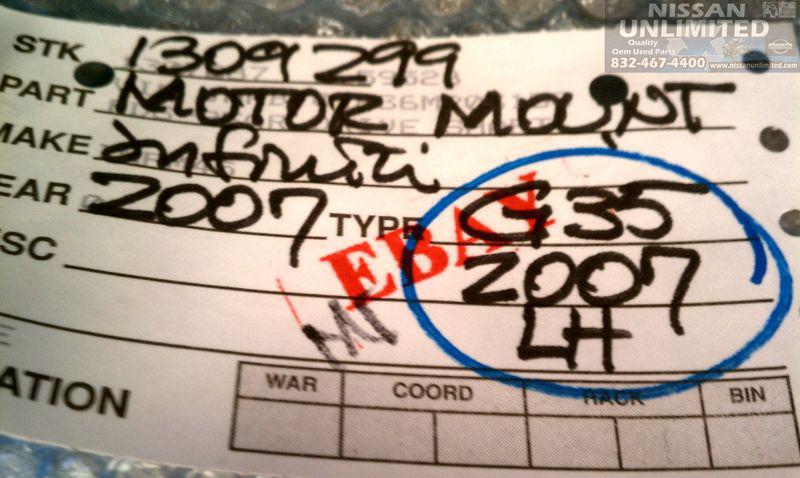 NISSAN
UNLIMITED
Quality
Oem Used Parts
832-467-4400 www.nissanunlimited.com
STK 1309299
PART MOTOR MOUNT
MAKE Infiniti
EAR 2007 TYPE G35
EBAY
SC 2007
LH
ATION WAR COORD RACK BIN